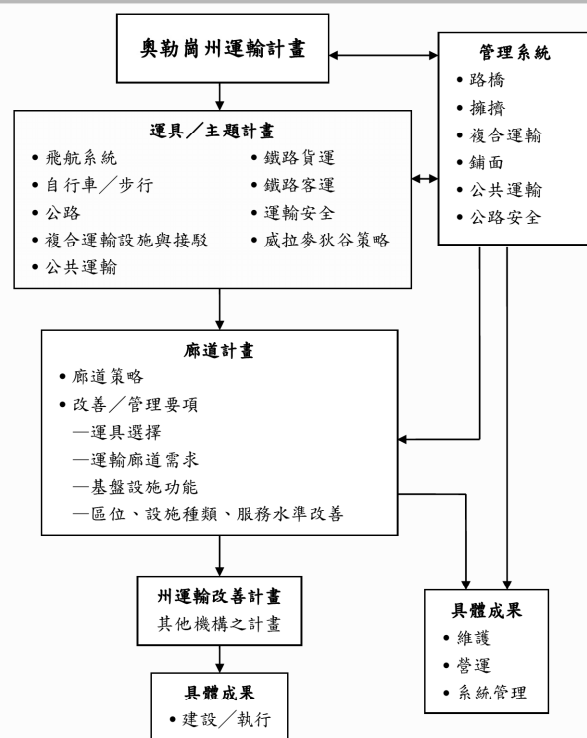 奧勒崗州運輸計畫
管理系統
• 路橋
• 擁擠
• 複合運輸
• 鋪面
• 公共運輸
• 公路安全
運具／主題計畫
• 飛航系統
• 自行車／步行
• 公路
• 複合運輸設施與接駁
• 公共運輸
• 鐵路貨運
• 鐵路客運
• 運輸安全
• 威拉麥狄谷策略
廊道計畫
• 廊道策略
• 改善／管理要項
—運具選擇
—運輸廊道需求
—基盤設施功能
—區位、設施種類、服務水準改善
州運輸改善計畫
其他機構之計畫
具體成果
• 維護
• 營運
• 系統管理
具體成果
• 建設／執行